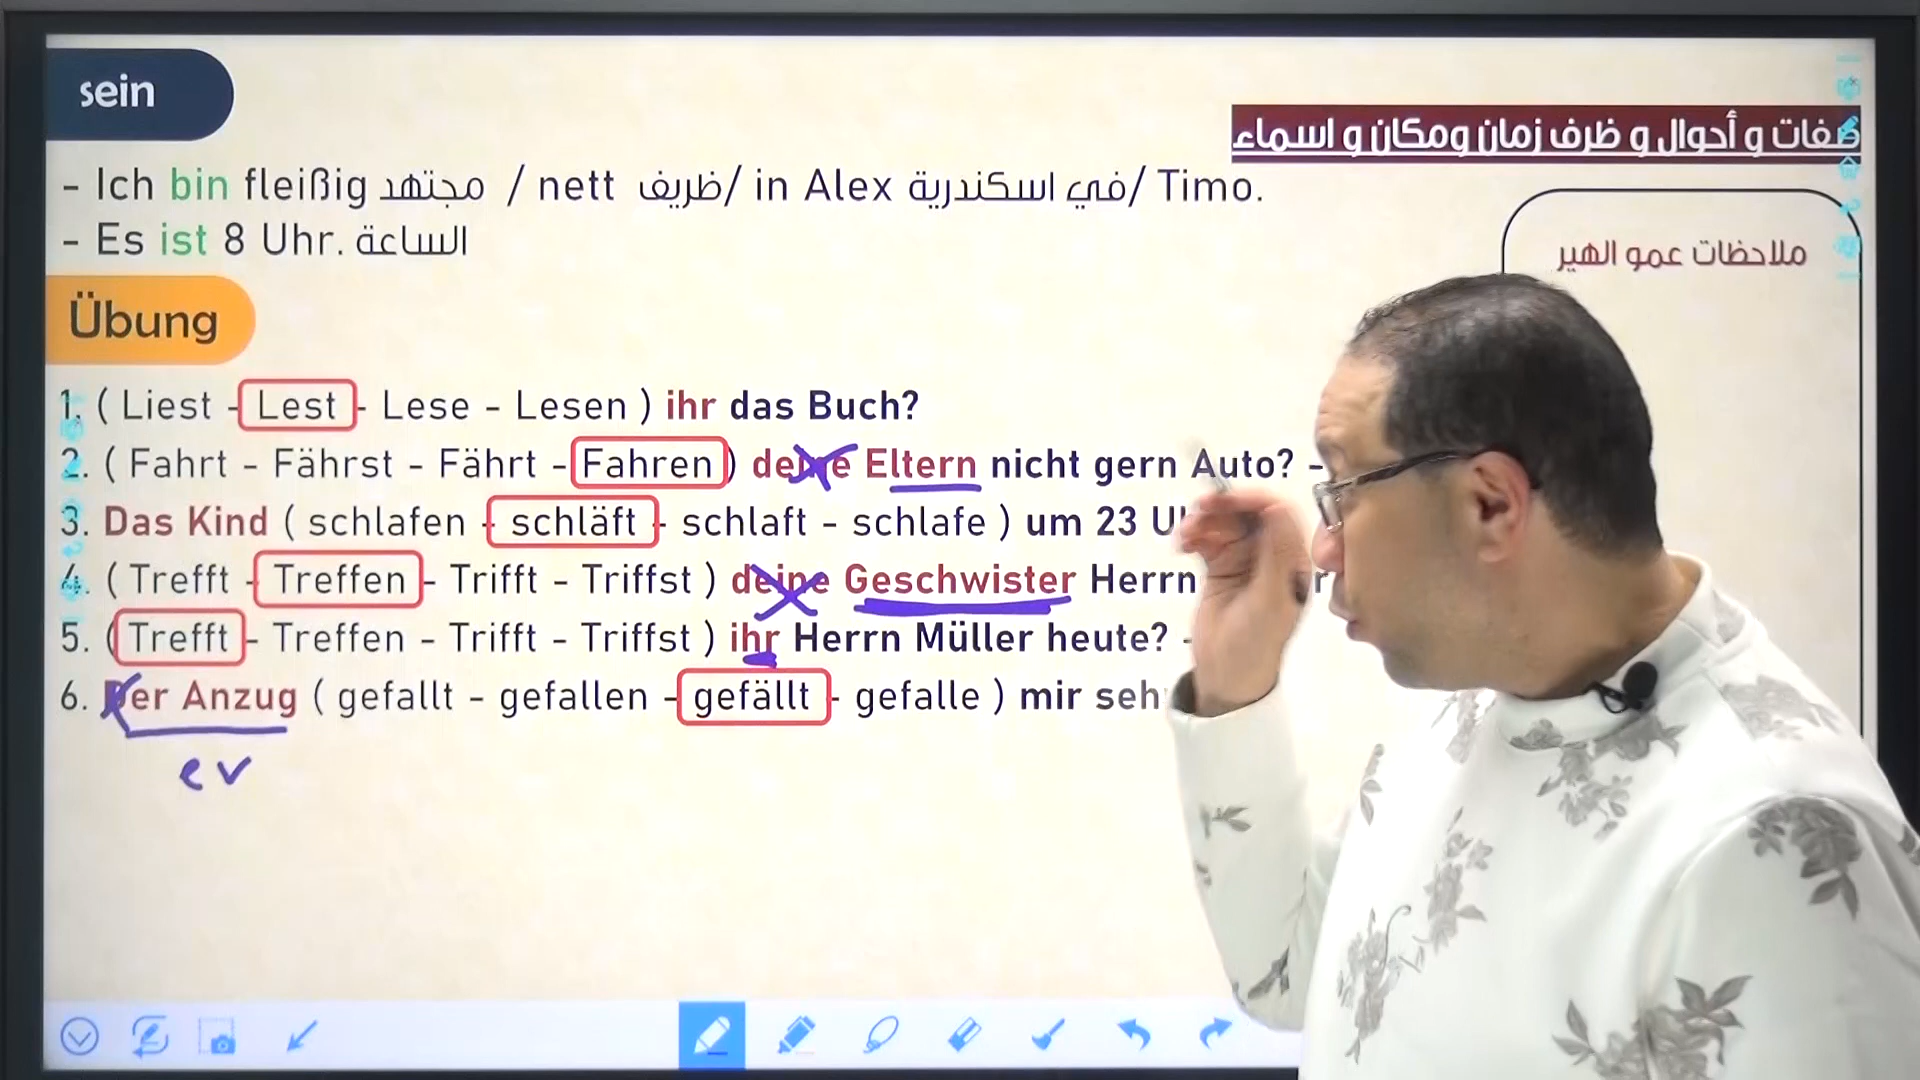 sein
صفات و أحوال و ظرف زمان ومكان و اسماء
- Ich bin fleißig مجتهد / nett ظريف / in Alex في اسكندرية / Timo.
- Es ist 8 Uhr. الساعة
ملاحظات عمو الهير
Übung
1. ( Liest - Lest - Lese - Lesen ) ihr das Buch?
2. ( Fahrt - Fährst - Fährt - Fahren ) deine Eltern nicht gern Auto? -
3. Das Kind ( schlafen - schläft - schlaft - schlafe ) um 23
4. ( Trefft - Treffen - Trifft - Triffst ) deine Geschwister Herrn
5. ( Trefft - Treffen - Trifft - Triffst ) ihr Herrn Müller heute? -
6. Der Anzug ( gefallt - gefallen - gefällt - gefalle ) mir seh